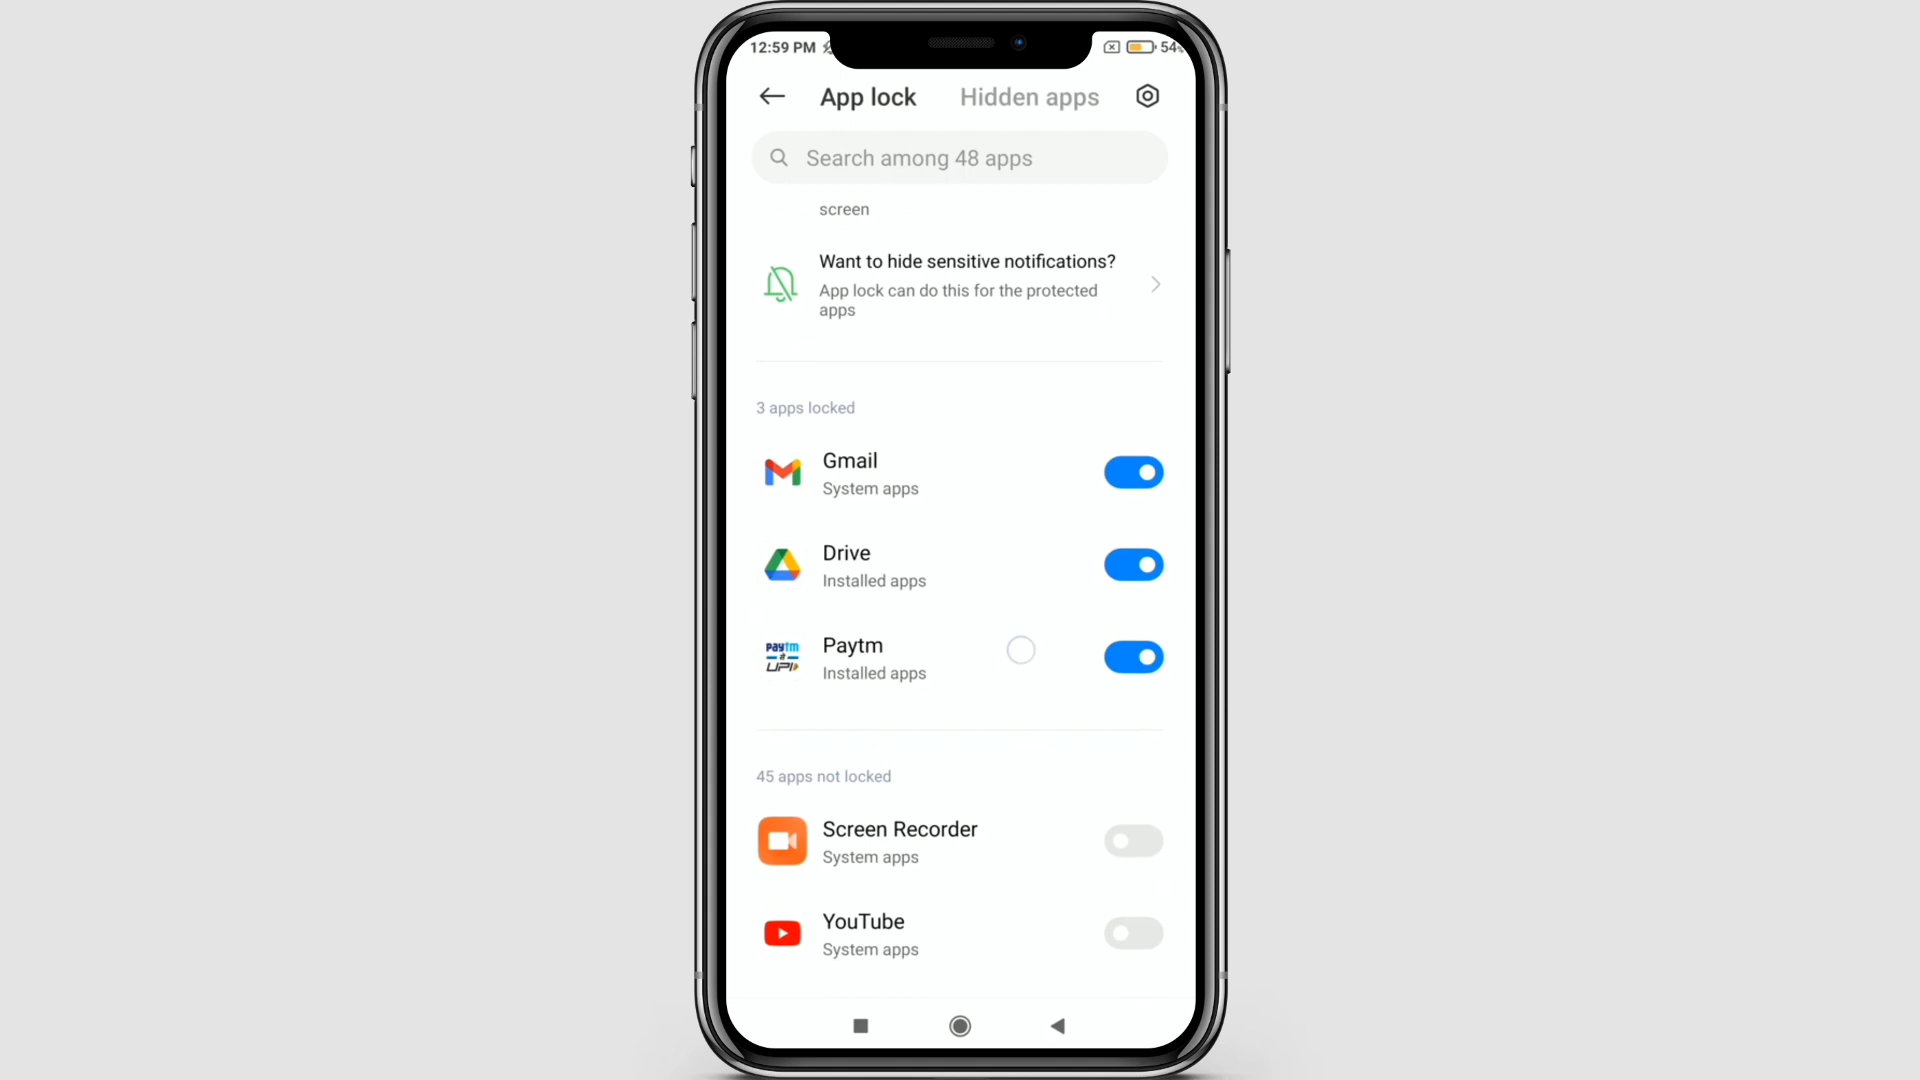 12:59 PM
54%
App lock
Hidden apps
Search among 48 apps
screen
Want to hide sensitive notifications?
App lock can do this for the protected
apps
3 apps locked
Gmail
System apps
Drive
Installed apps
paytm
UPI
Paytm
Installed apps
45 apps not locked
Screen Recorder
System apps
YouTube
System apps